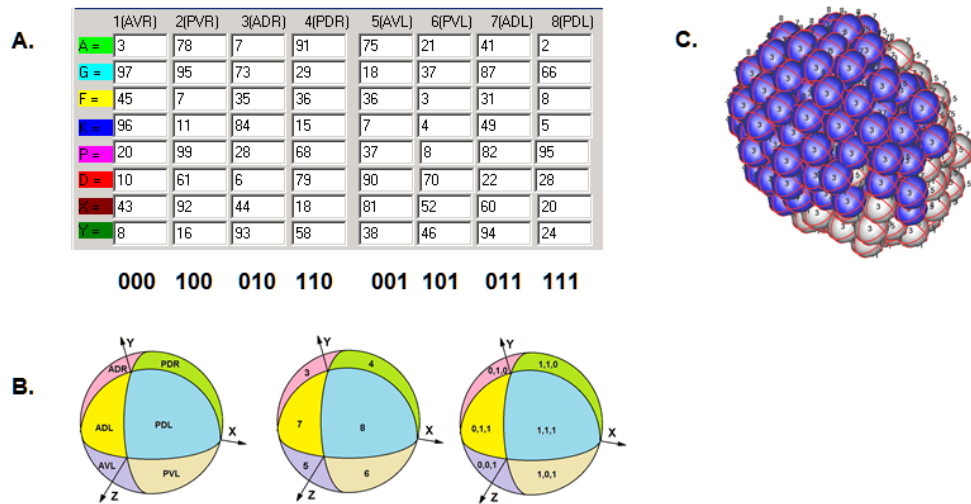 A.
1(AVR) 2(PVR) 3(ADR) 4(PDR) 5(AVL) 6(PVL) 7(ADL) 8(PDL)
A = 3 78 7 91 75 21 41 2
G = 97 95 73 29 18 37 87 66
F = 45 7 35 36 36 3 31 8
K = 96 11 84 15 7 4 49 5
P = 20 99 28 68 37 8 82 95
D = 10 61 6 79 90 70 22 28
X = 43 92 44 18 81 52 60 20
Y = 8 16 93 58 38 46 94 24
000 100 010 110 001 101 011 111
B.
Y
ADR PDR
ADL PDL
X
AVL PVL
Z
Y
3 4
7 8
X
5 6
Z
Y
0,1,0 1,1,0
0,1,1 1,1,1
X
0,0,1 1,0,1
Z
C.